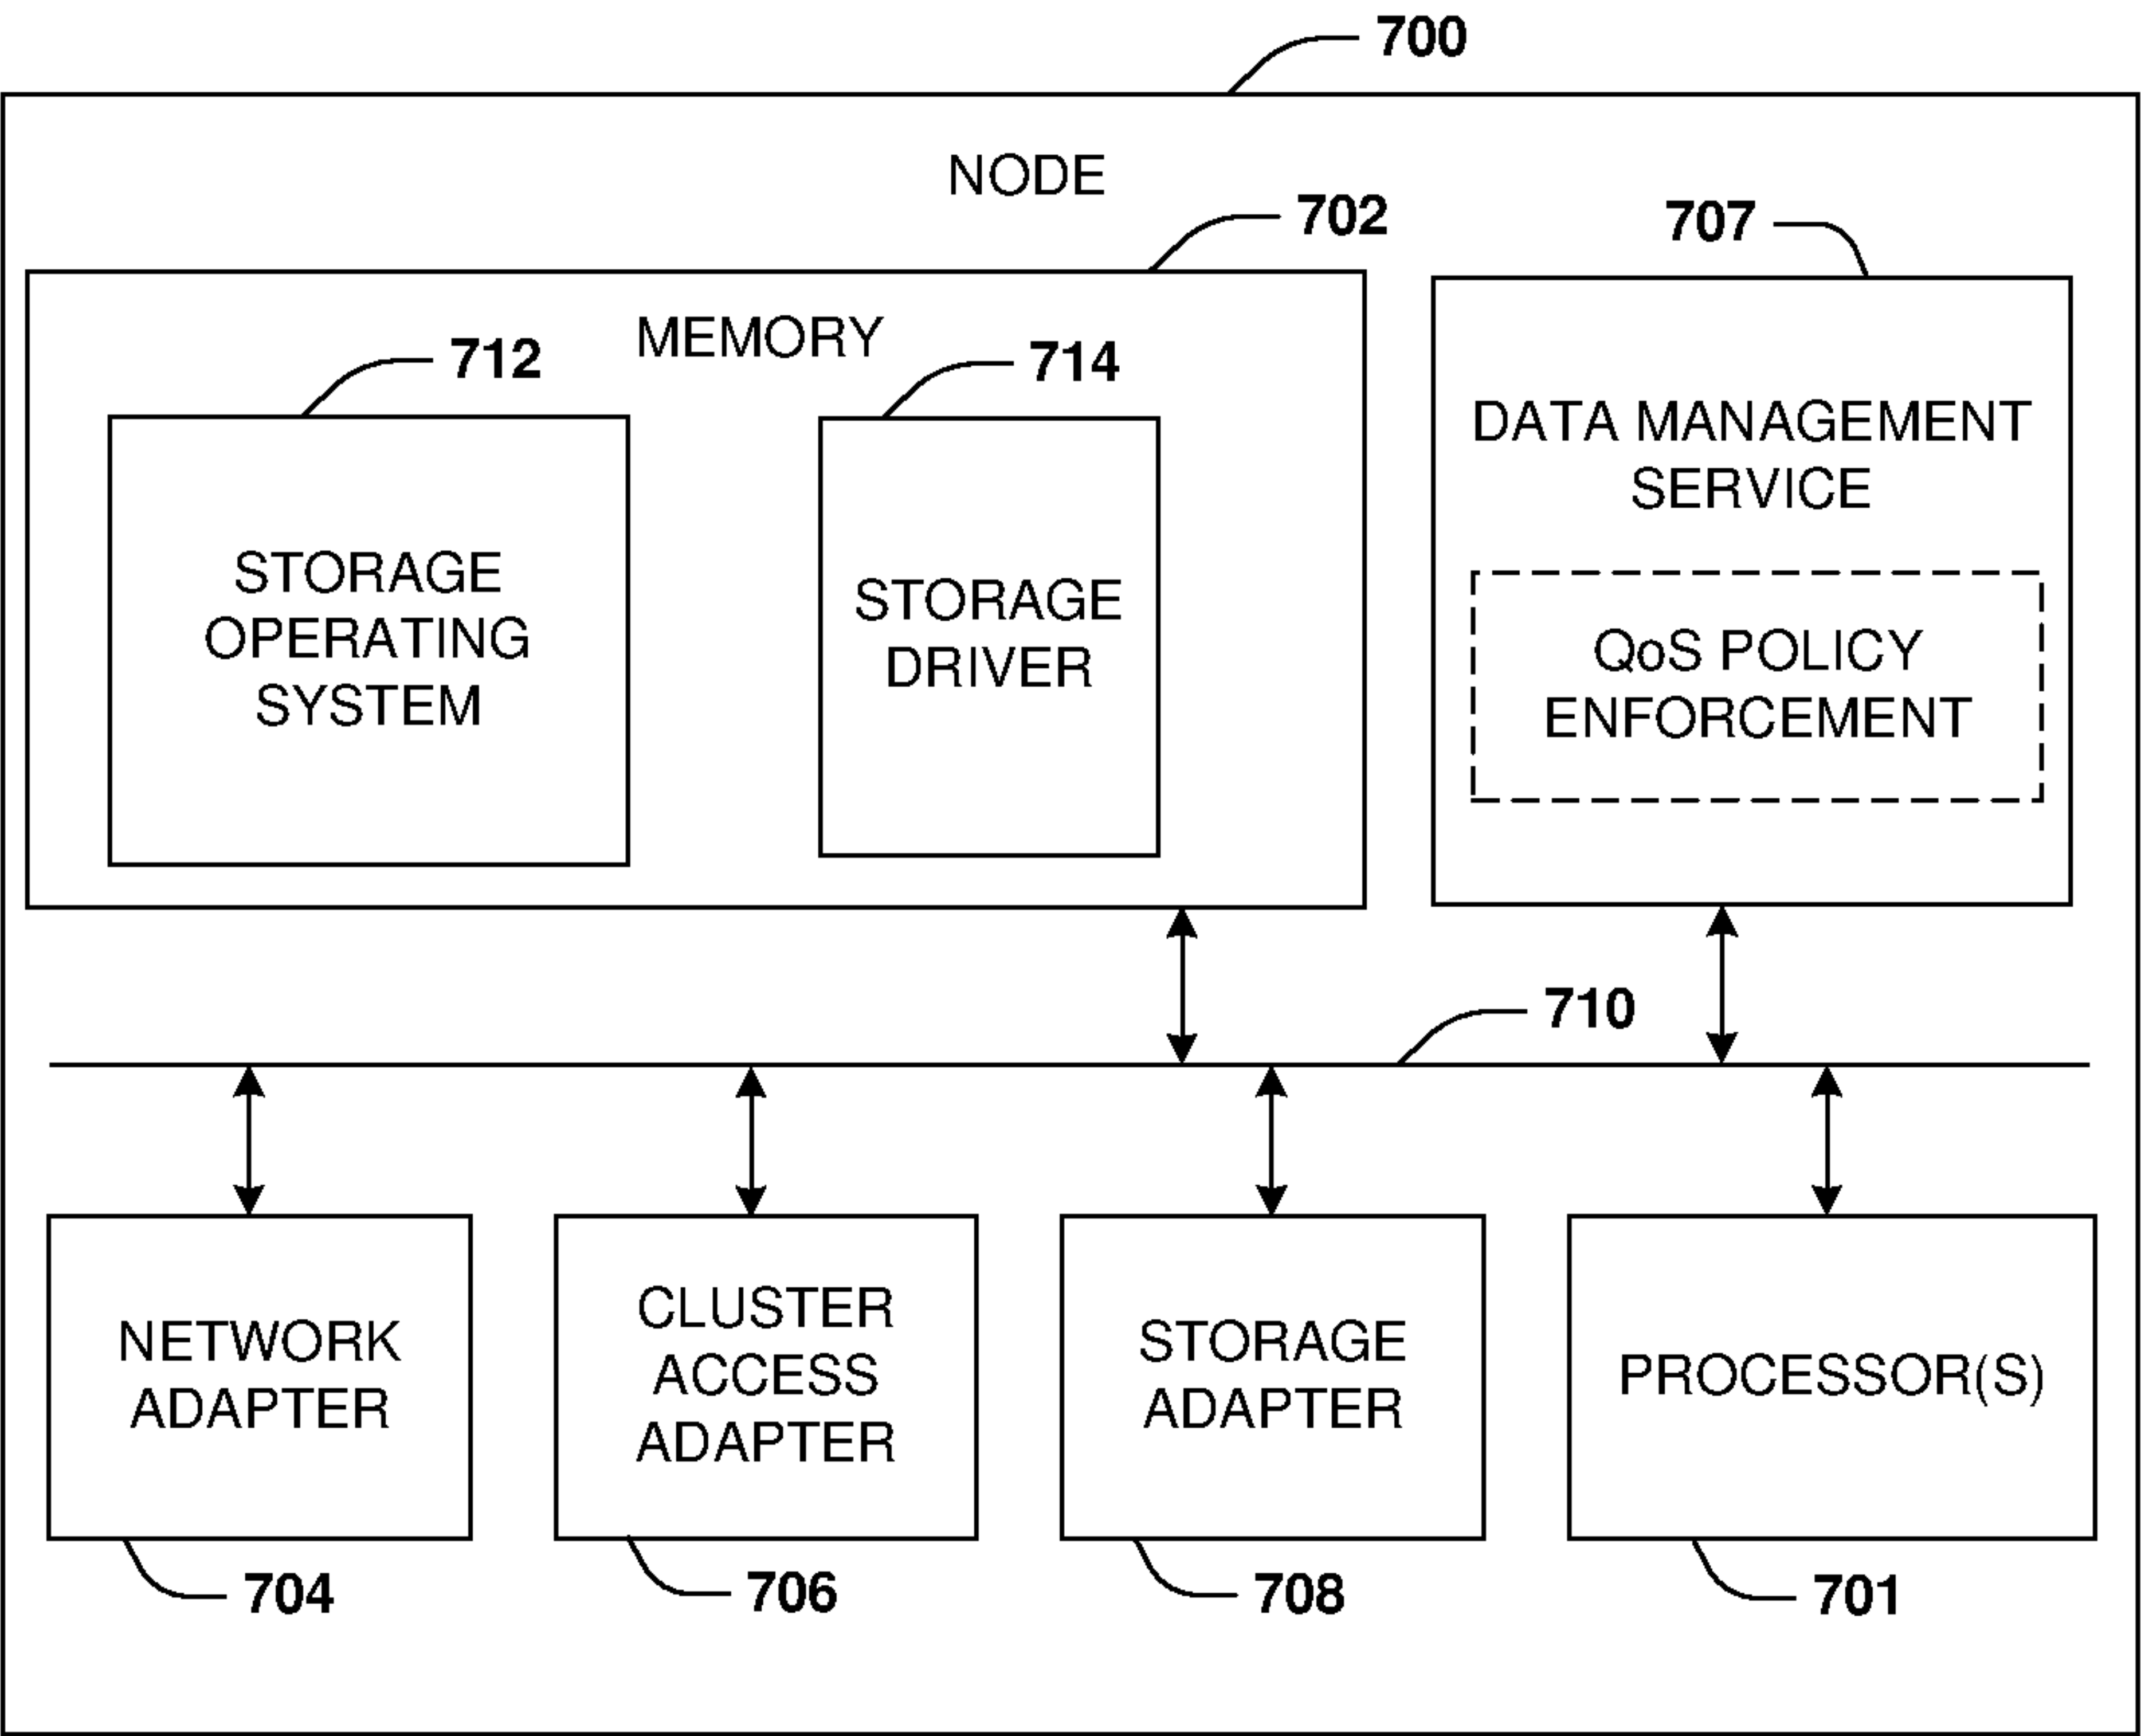 700
NODE
702
707
MEMORY
712
714
STORAGE
OPERATING
SYSTEM
STORAGE
DRIVER
DATA MANAGEMENT
SERVICE
QoS POLICY
ENFORCEMENT
710
NETWORK
ADAPTER
CLUSTER
ACCESS
ADAPTER
STORAGE
ADAPTER
PROCESSOR(S)
704
706
708
701